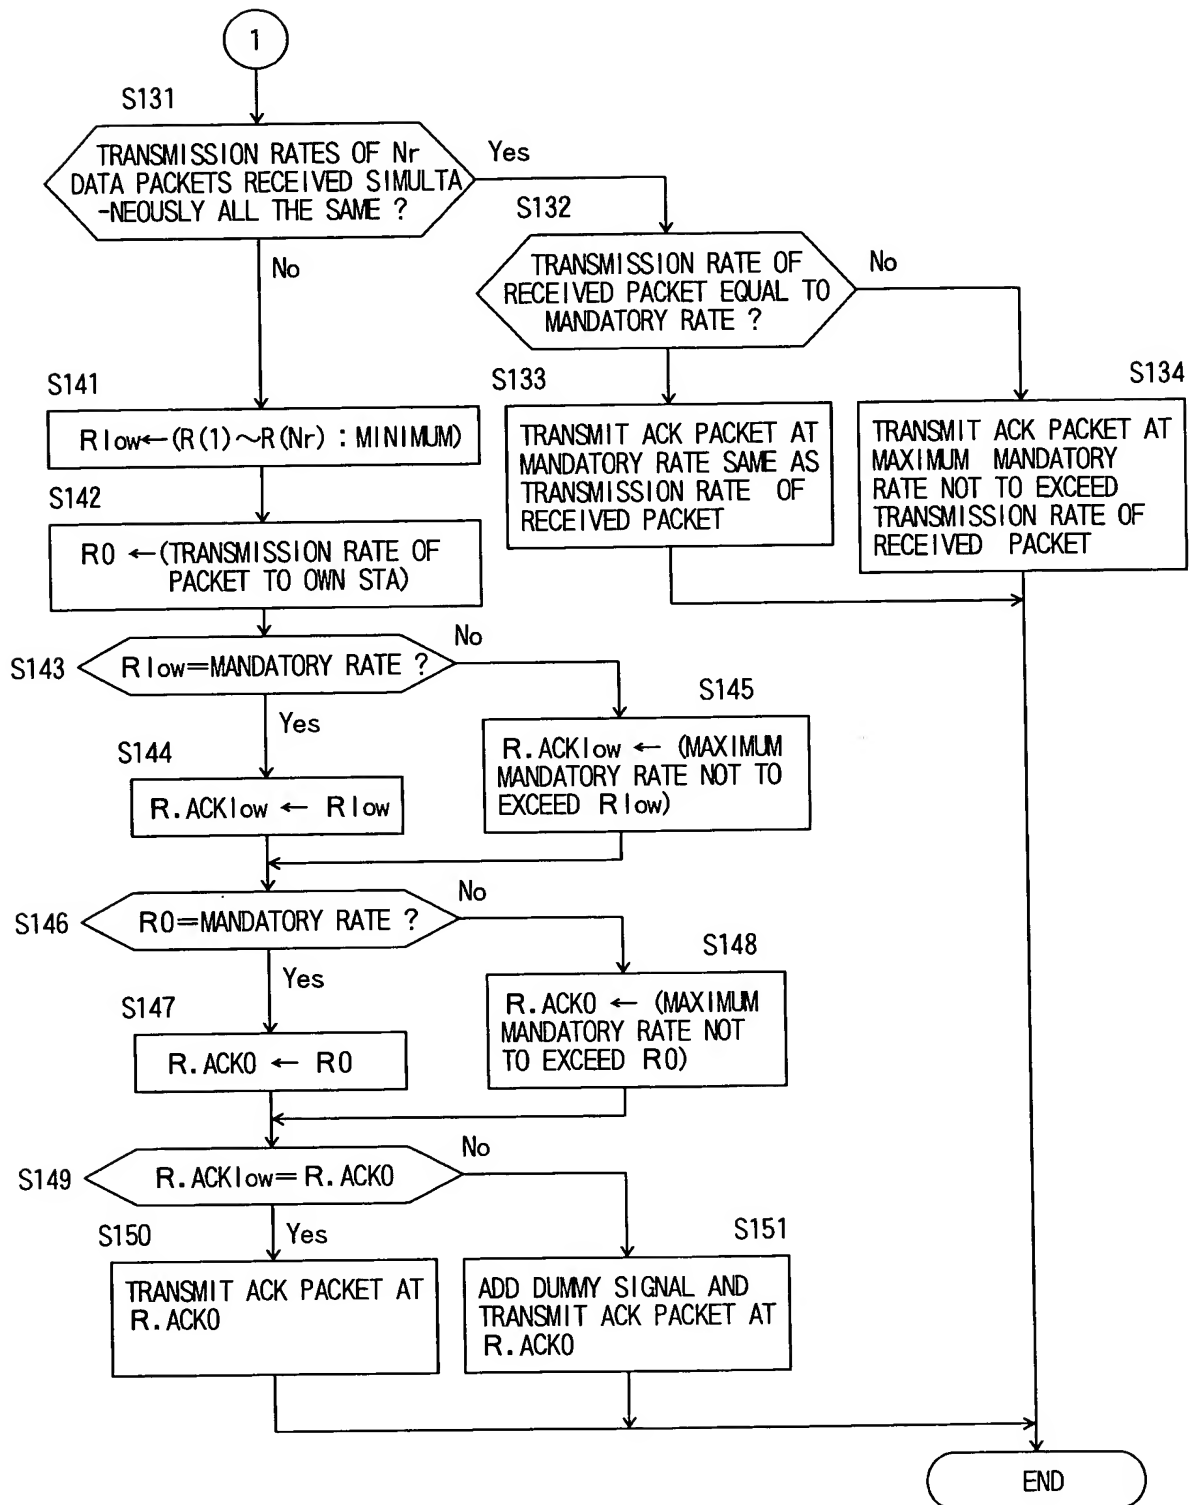 1
S131
TRANSMISSION RATES OF Nr
DATA PACKETS RECEIVED SIMULTA
-NEOUSLY ALL THE SAME ?
Yes
No
S132
TRANSMISSION RATE OF
RECEIVED PACKET EQUAL TO
MANDATORY RATE ?
No
S133
TRANSMIT ACK PACKET AT
MANDATORY RATE SAME AS
TRANSMISSION RATE OF
RECEIVED PACKET
S134
TRANSMIT ACK PACKET AT
MAXIMUM MANDATORY
RATE NOT TO EXCEED
TRANSMISSION RATE OF
RECEIVED PACKET
S141
Rlow←(R(1)~R(Nr) : MINIMUM)
S142
R0 ←(TRANSMISSION RATE OF
PACKET TO OWN STA)
S143
Rlow=MANDATORY RATE ?
No
Yes
S144
R.ACKlow ← Rlow
S145
R.ACKlow ← (MAXIMUM
MANDATORY RATE NOT TO
EXCEED Rlow)
S146
R0=MANDATORY RATE ?
No
Yes
S147
R.ACK0 ← R0
S148
R.ACK0 ← (MAXIMUM
MANDATORY RATE NOT
TO EXCEED R0)
S149
R.ACKlow=R.ACK0
No
Yes
S150
TRANSMIT ACK PACKET AT
R.ACK0
S151
ADD DUMMY SIGNAL AND
TRANSMIT ACK PACKET AT
R.ACK0
END